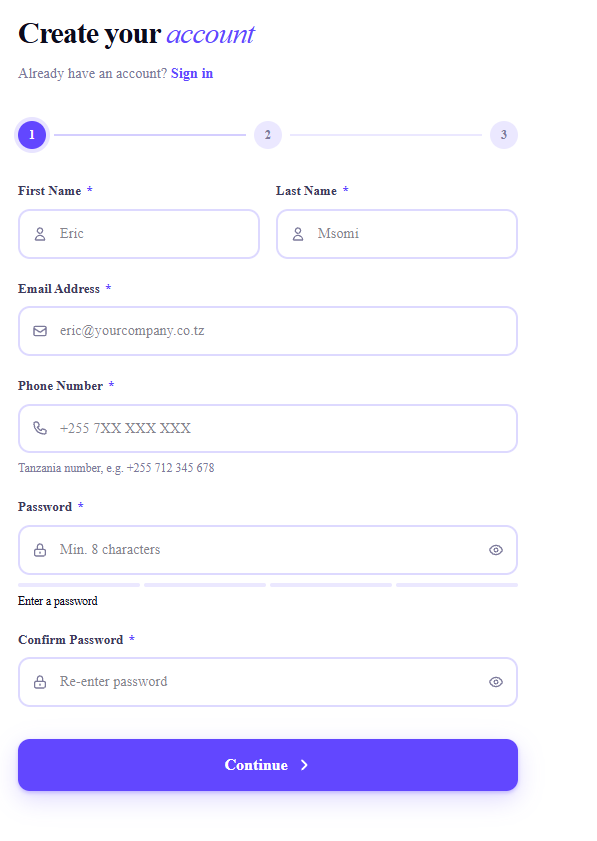 Create your account
Already have an account? Sign in
1 2 3
First Name * Last Name *
Eric Msomi
Email Address *
eric@yourcompany.co.tz
Phone Number *
+255 7XX XXX XXX
Tanzania number, e.g. +255 712 345 678
Password *
Min. 8 characters
Enter a password
Confirm Password *
Re-enter password
Continue